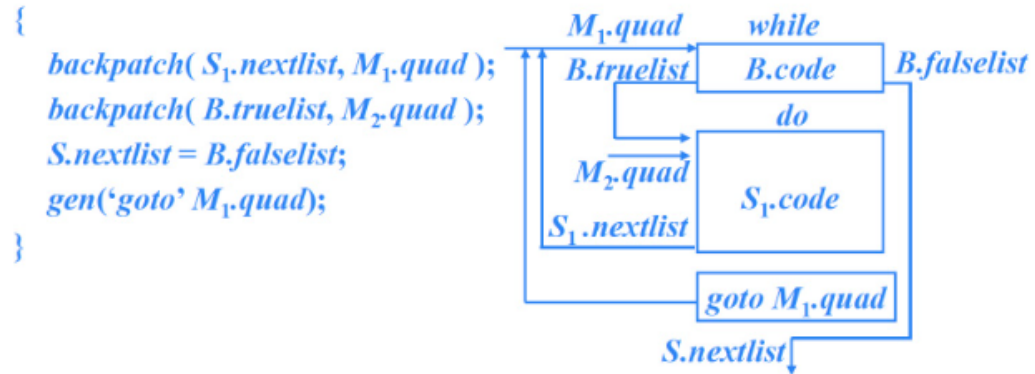 {
backpatch( S₁.nextlist, M₁.quad );
backpatch( B.truelist, M₂.quad );
S.nextlist = B.falselist;
gen(‘goto’ M₁.quad);
}
M₁.quad while
B.truelist B.code B.falselist
do
M₂.quad
S₁.code
S₁.nextlist
goto M₁.quad
S.nextlist